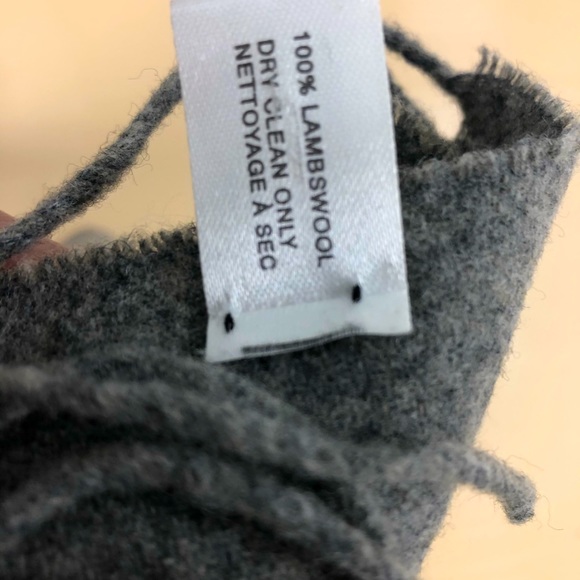 100% LAMBSWOOL
DRY CLEAN ONLY
NETTOYAGE À SEC